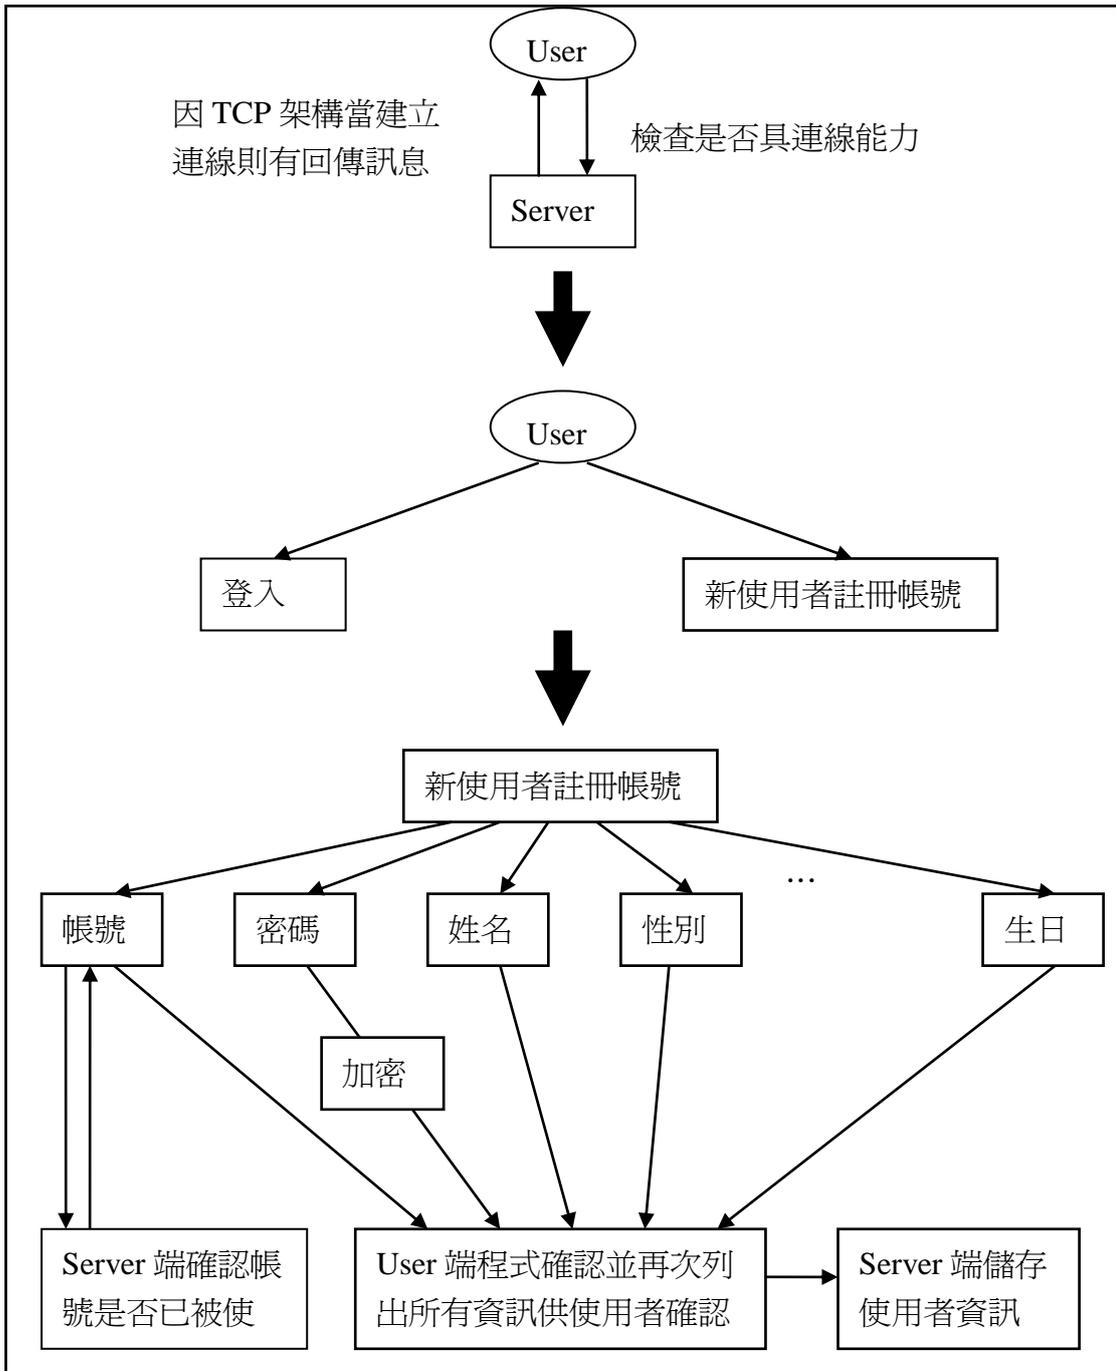 User
因 TCP 架構當建立
連線則有回傳訊息
檢查是否具連線能力
Server
User
登入
新使用者註冊帳號
新使用者註冊帳號
…
帳號
密碼
姓名
性別
生日
加密
Server 端確認帳
號是否已被使
User 端程式確認並再次列
出所有資訊供使用者確認
Server 端儲存
使用者資訊